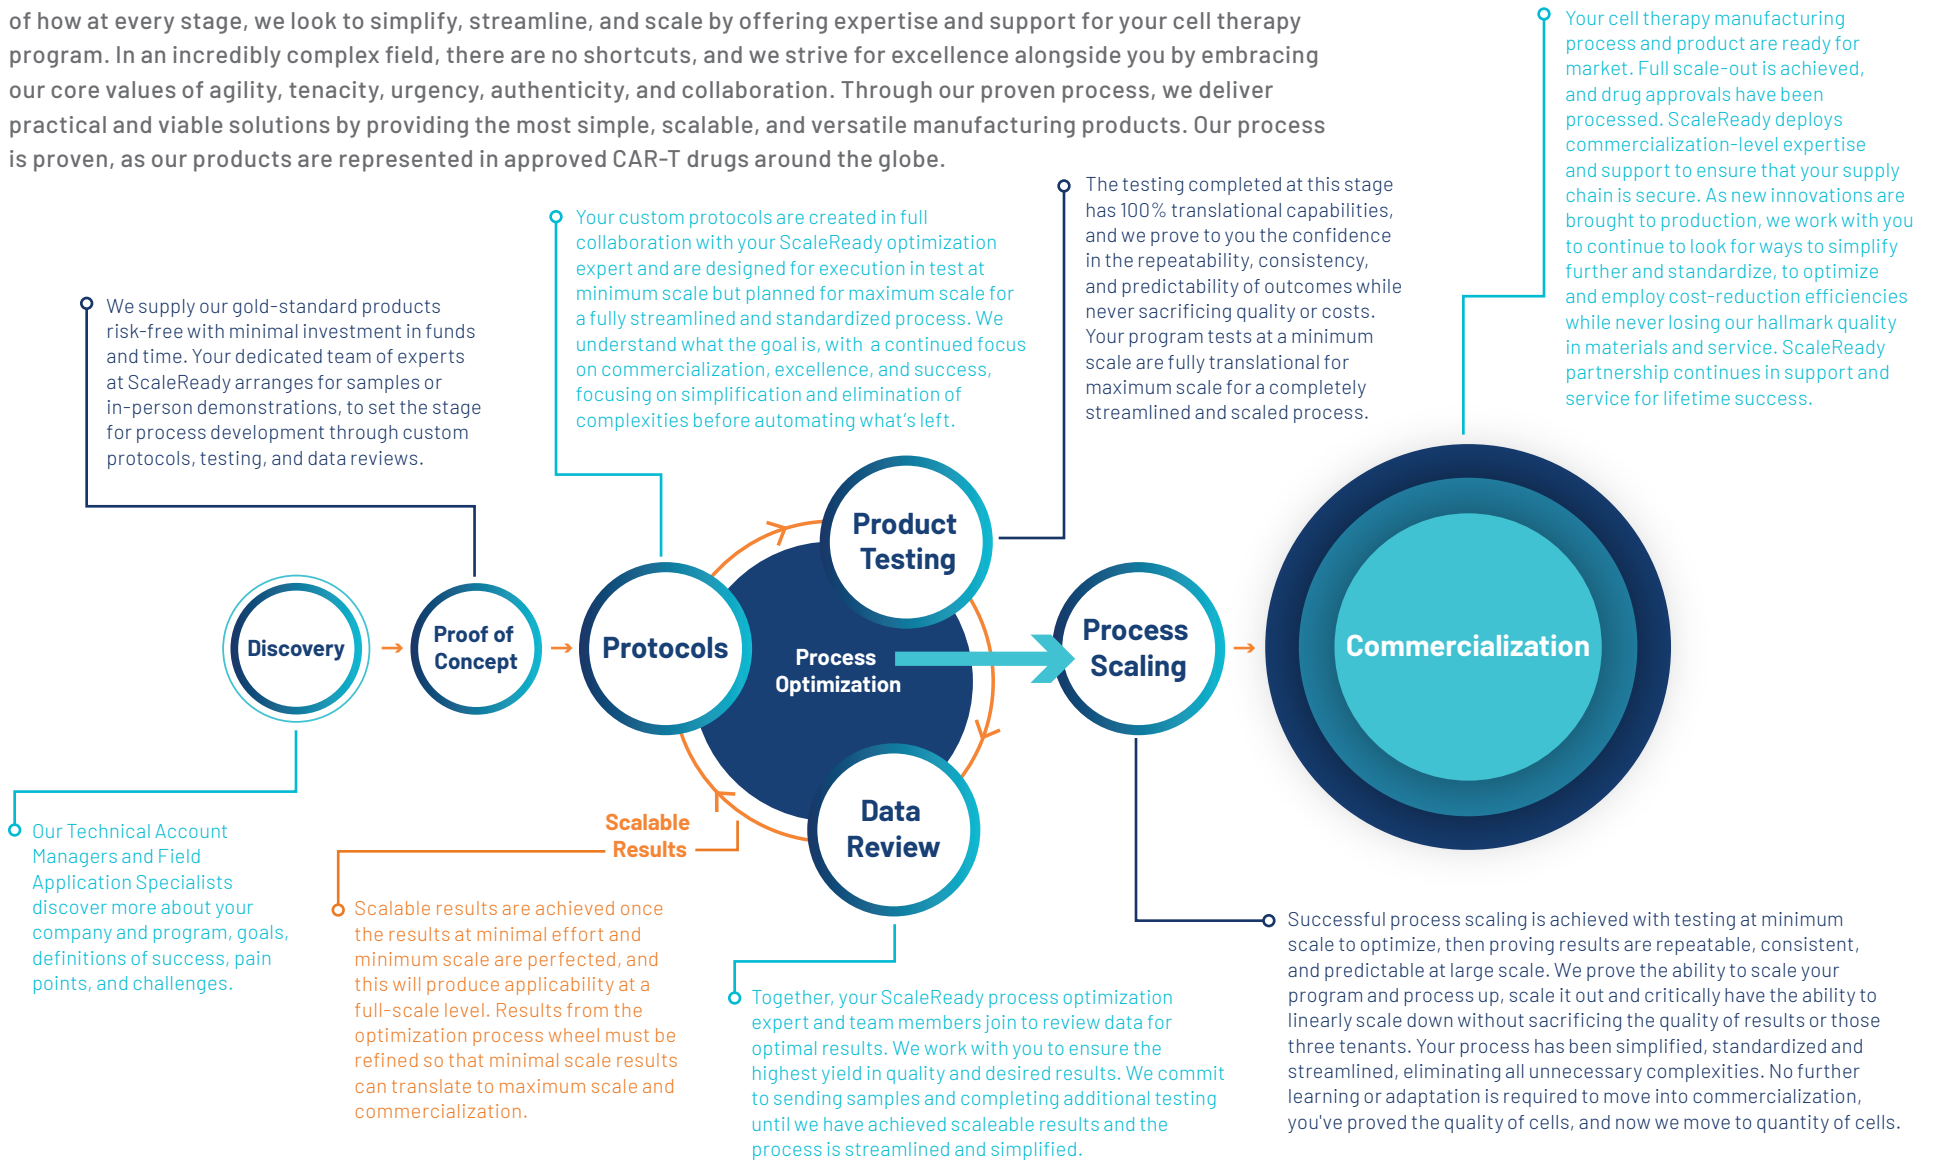 of how at every stage, we look to simplify, streamline, and scale by offering expertise and support for your cell therapy
program. In an incredibly complex field, there are no shortcuts, and we strive for excellence alongside you by embracing
our core values of agility, tenacity, urgency, authenticity, and collaboration. Through our proven process, we deliver
practical and viable solutions by providing the most simple, scalable, and versatile manufacturing products. Our process
is proven, as our products are represented in approved CAR-T drugs around the globe.
We supply our gold-standard products
risk-free with minimal investment in funds
and time. Your dedicated team of experts
at ScaleReady arranges for samples or
in-person demonstrations, to set the stage
for process development through custom
protocols, testing, and data reviews.
Your custom protocols are created in full
collaboration with your ScaleReady optimization
expert and are designed for execution in test at
minimum scale but planned for maximum scale for
a fully streamlined and standardized process. We
understand what the goal is, with a continued focus
on commercialization, excellence, and success,
focusing on simplification and elimination of
complexities before automating what's left.
The testing completed at this stage
has 100% translational capabilities,
and we prove to you the confidence
in the repeatability, consistency,
and predictability of outcomes while
never sacrificing quality or costs.
Your program tests at a minimum
scale are fully translational for
maximum scale for a completely
streamlined and scaled process.
Your cell therapy manufacturing
process and product are ready for
market. Full scale-out is achieved,
and drug approvals have been
processed. ScaleReady deploys
commercialization-level expertise
and support to ensure that your supply
chain is secure. As new innovations are
brought to production, we work with you
to continue to look for ways to simplify
further and standardize, to optimize
and employ cost-reduction efficiencies
while never losing our hallmark quality
in materials and service. ScaleReady
partnership continues in support and
service for lifetime success.
Discovery
Proof of
Concept
Protocols
Product
Testing
Process
Optimization
Data
Review
Process
Scaling
Commercialization
Scalable
Results
Our Technical Account
Managers and Field
Application Specialists
discover more about your
company and program, goals,
definitions of success, pain
points, and challenges.
Scalable results are achieved once
the results at minimal effort and
minimum scale are perfected, and
this will produce applicability at a
full-scale level. Results from the
optimization process wheel must be
refined so that minimal scale results
can translate to maximum scale and
commercialization.
Together, your ScaleReady process optimization
expert and team members join to review data for
optimal results. We work with you to ensure the
highest yield in quality and desired results. We commit
to sending samples and completing additional testing
until we have achieved scaleable results and the
process is streamlined and simplified.
Successful process scaling is achieved with testing at minimum
scale to optimize, then proving results are repeatable, consistent,
and predictable at large scale. We prove the ability to scale your
program and process up, scale it out and critically have the ability to
linearly scale down without sacrificing the quality of results or those
three tenants. Your process has been simplified, standardized and
streamlined, eliminating all unnecessary complexities. No further
learning or adaptation is required to move into commercialization,
you've proved the quality of cells, and now we move to quantity of cells.